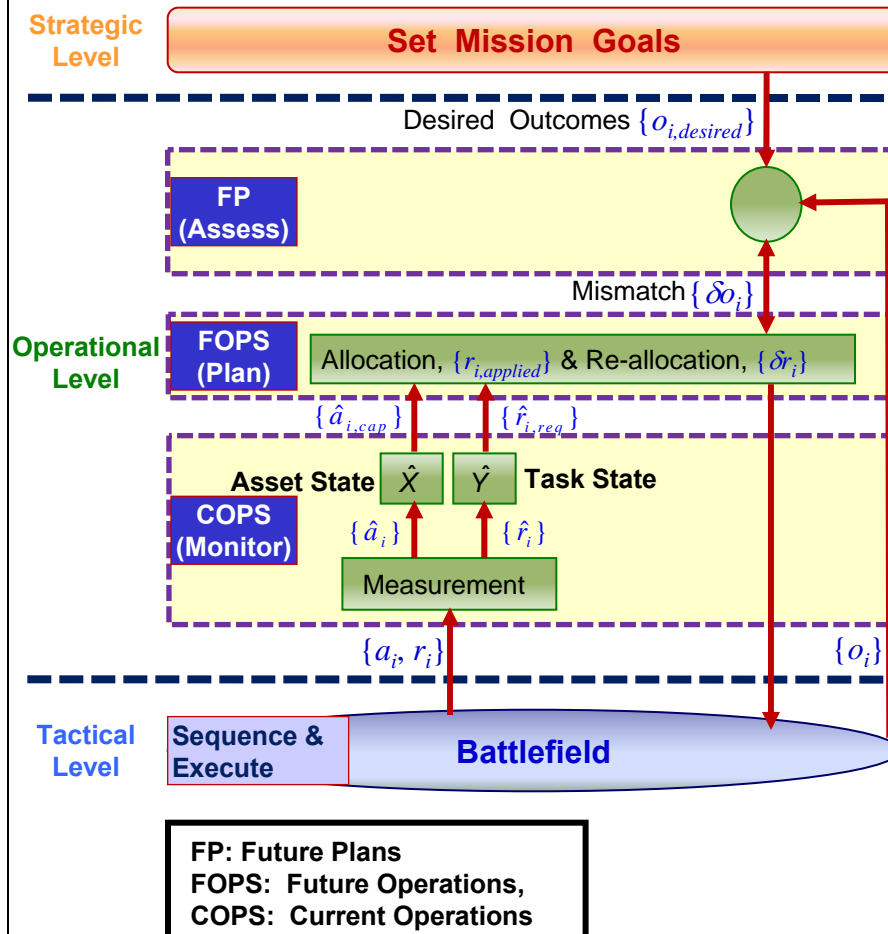 Strategic
Level
Set Mission Goals
Desired Outcomes {o_{i,desired}}
FP
(Assess)
Mismatch {δo_i}
Operational
Level
FOPS
(Plan)
Allocation, {r_{i,applied}} & Re-allocation, {δr_i}
{â_{i,cap}} {r̂_{i,req}}
Asset State X̂ Ŷ Task State
COPS
(Monitor)
{â_i} {r̂_i}
Measurement
{a_i, r_i} {o_i}
Tactical
Level
Sequence &
Execute
Battlefield
FP: Future Plans
FOPS: Future Operations,
COPS: Current Operations